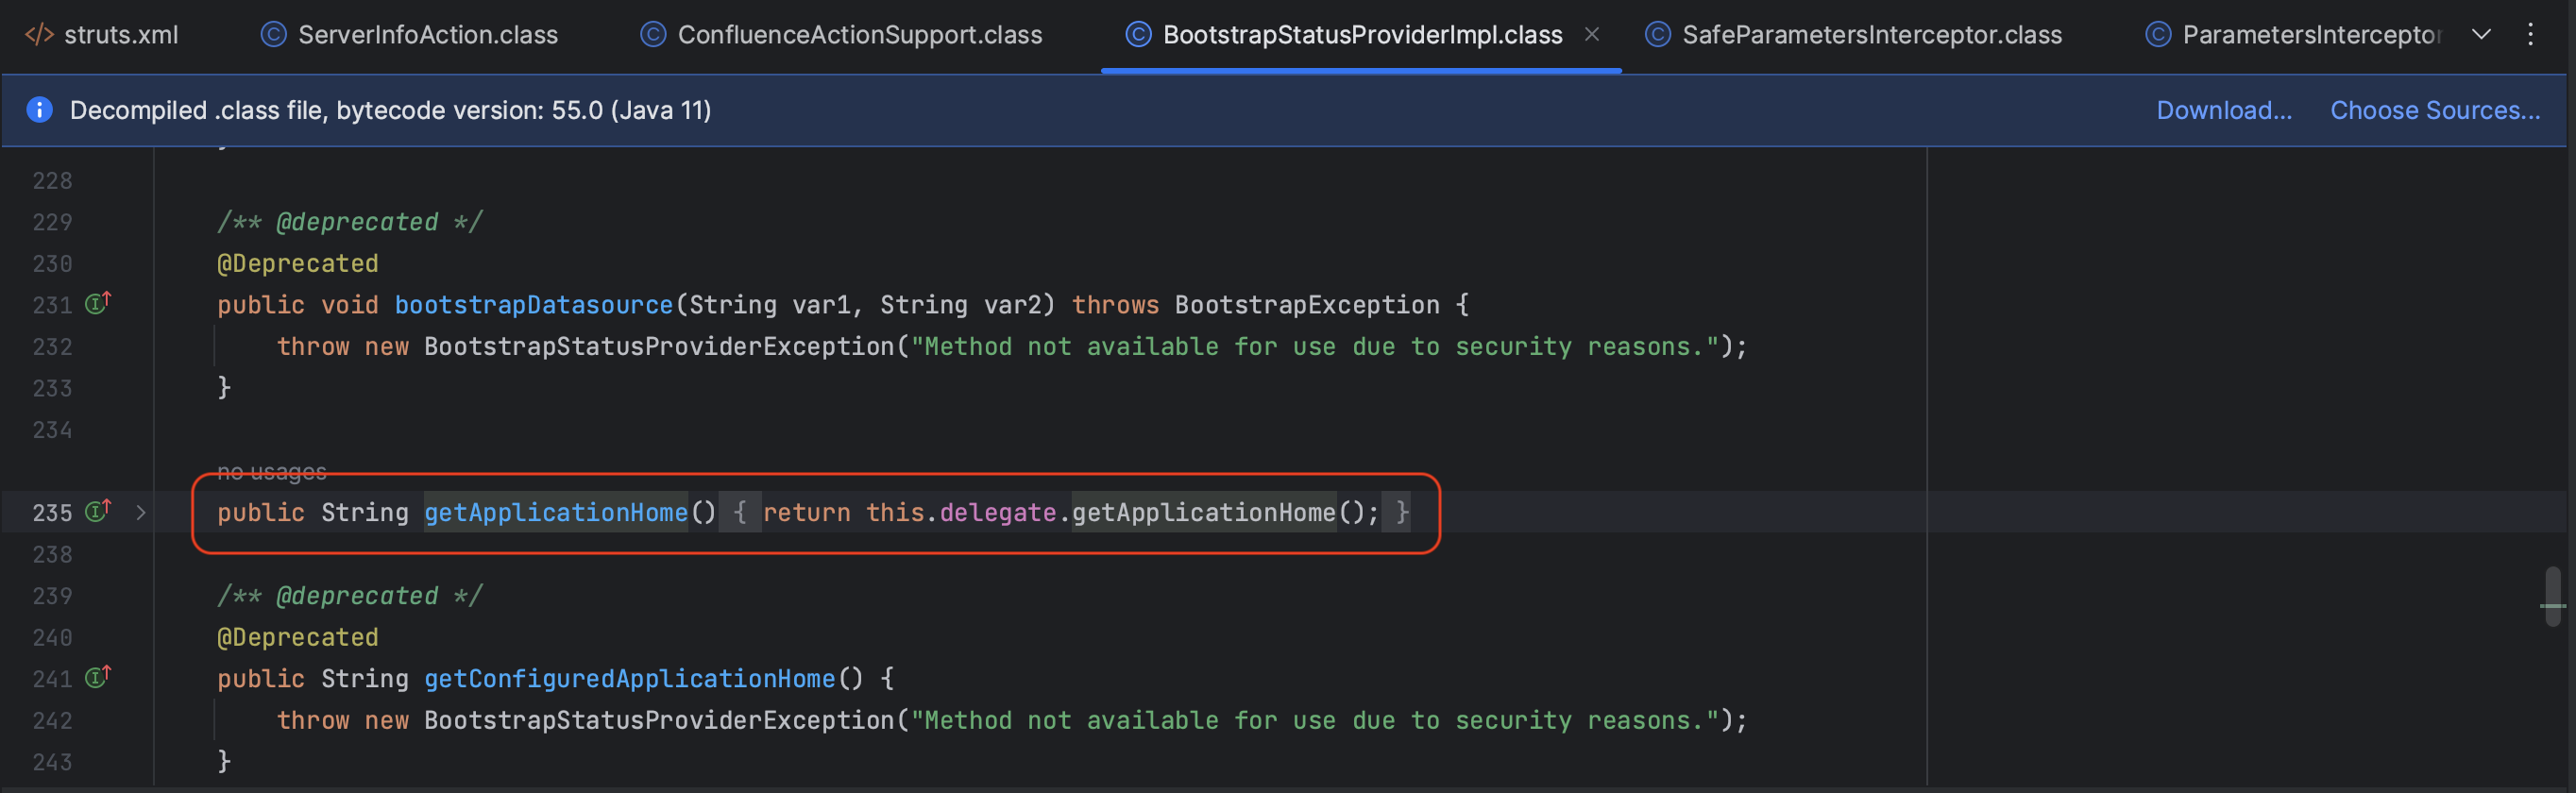 </> struts.xml ServerInfoAction.class ConfluenceActionSupport.class BootstrapStatusProviderImpl.class SafeParametersInterceptor.class ParametersInterceptor
Decompiled .class file, bytecode version: 55.0 (Java 11) Download... Choose Sources...
228
229 /** @deprecated */
230 @Deprecated
231 public void bootstrapDatasource(String var1, String var2) throws BootstrapException {
232 throw new BootstrapStatusProviderException("Method not available for use due to security reasons.");
233 }
234
no usages
235 public String getApplicationHome() { return this.delegate.getApplicationHome(); }
238
239 /** @deprecated */
240 @Deprecated
241 public String getConfiguredApplicationHome() {
242 throw new BootstrapStatusProviderException("Method not available for use due to security reasons.");
243 }